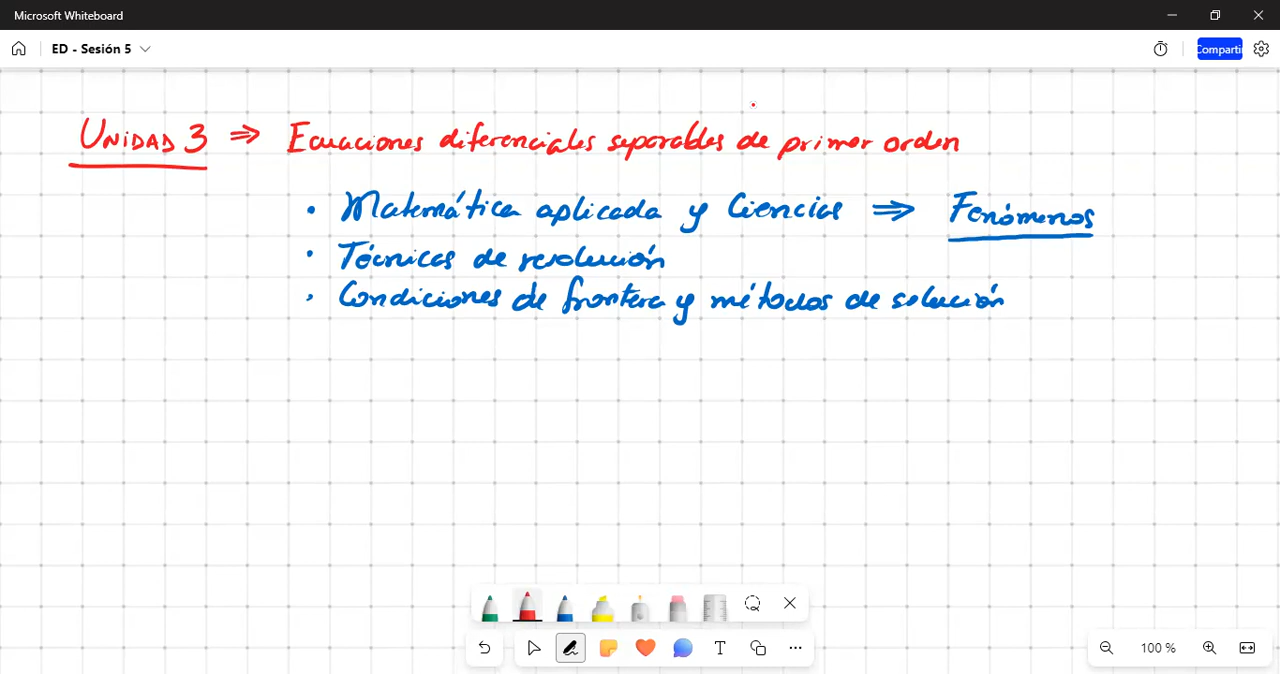 Microsoft Whiteboard
ED - Sesión 5
Compartir
UNIDAD 3 ⇒ Ecuaciones diferenciales separables de primer orden
• Matemática aplicada y Ciencias ⇒ Fenómenos
• Técnicas de resolución
• Condiciones de frontera y métodos de solución
T
100 %